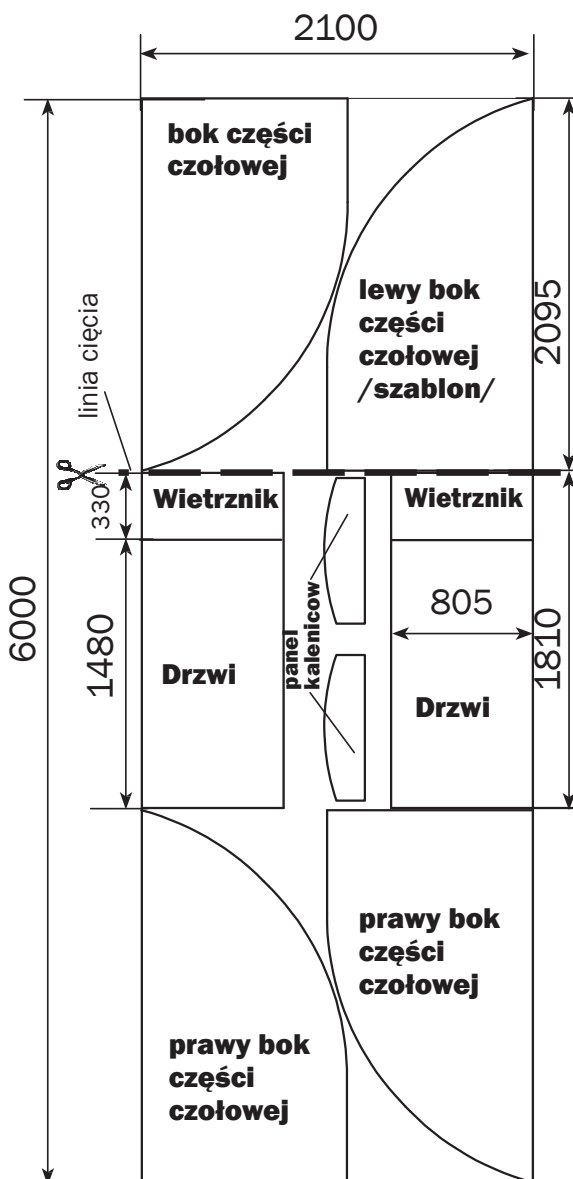 2100
bok części
czołowej
lewy bok
części
czołowej
/szablon/
2095
linia cięcia
330
Wietrznik
Wietrznik
6000
1480
Drzwi
panel
kalenicow
805
Drzwi
1810
prawy bok
części
czołowej
prawy bok
części
czołowej